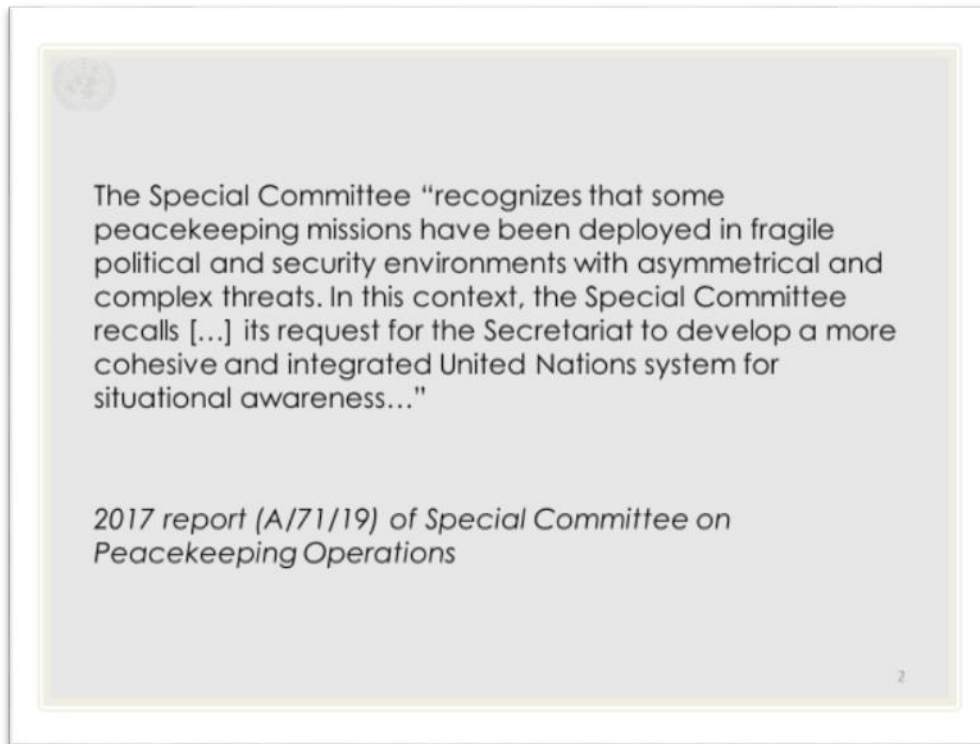 The Special Committee “recognizes that some
peacekeeping missions have been deployed in fragile
political and security environments with asymmetrical and
complex threats. In this context, the Special Committee
recalls […] its request for the Secretariat to develop a more
cohesive and integrated United Nations system for
situational awareness…”
2017 report (A/71/19) of Special Committee on
Peacekeeping Operations
2